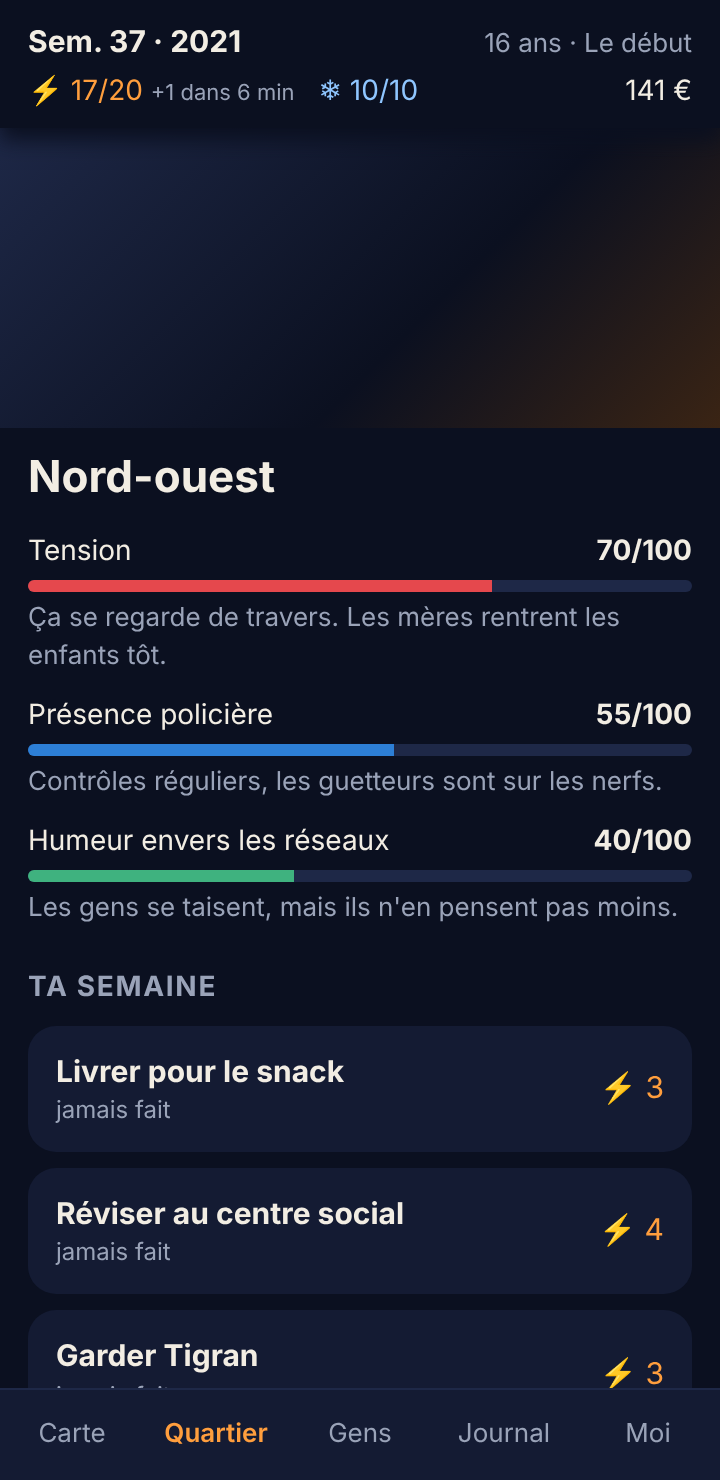 Sem. 37 · 2021
16 ans · Le début
⚡ 17/20 +1 dans 6 min ❄ 10/10
141 €
Nord-ouest
Tension 70/100
Ça se regarde de travers. Les mères rentrent les
enfants tôt.
Présence policière 55/100
Contrôles réguliers, les guetteurs sont sur les nerfs.
Humeur envers les réseaux 40/100
Les gens se taisent, mais ils n'en pensent pas moins.
TA SEMAINE
Livrer pour le snack
jamais fait
⚡ 3
Réviser au centre social
jamais fait
⚡ 4
Garder Tigran
⚡ 3
Carte Quartier Gens Journal Moi